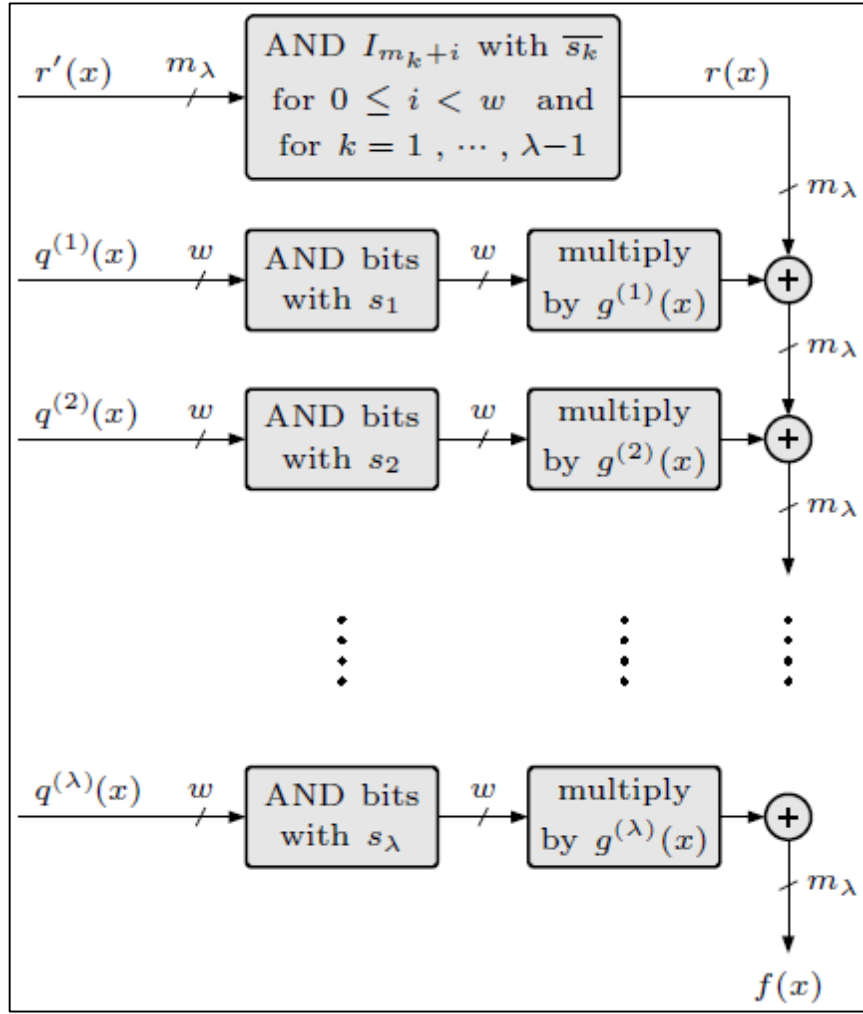 r′(x) m_λ AND I_{m_k+i} with \overline{s_k} r(x)
for 0 ≤ i < w and
for k = 1 , ⋯ , λ−1
m_λ
q^{(1)}(x) w AND bits w multiply
with s_1 by g^{(1)}(x) +
m_λ
q^{(2)}(x) w AND bits w multiply
with s_2 by g^{(2)}(x) +
m_λ
q^{(λ)}(x) w AND bits w multiply
with s_λ by g^{(λ)}(x) +
m_λ
f(x)